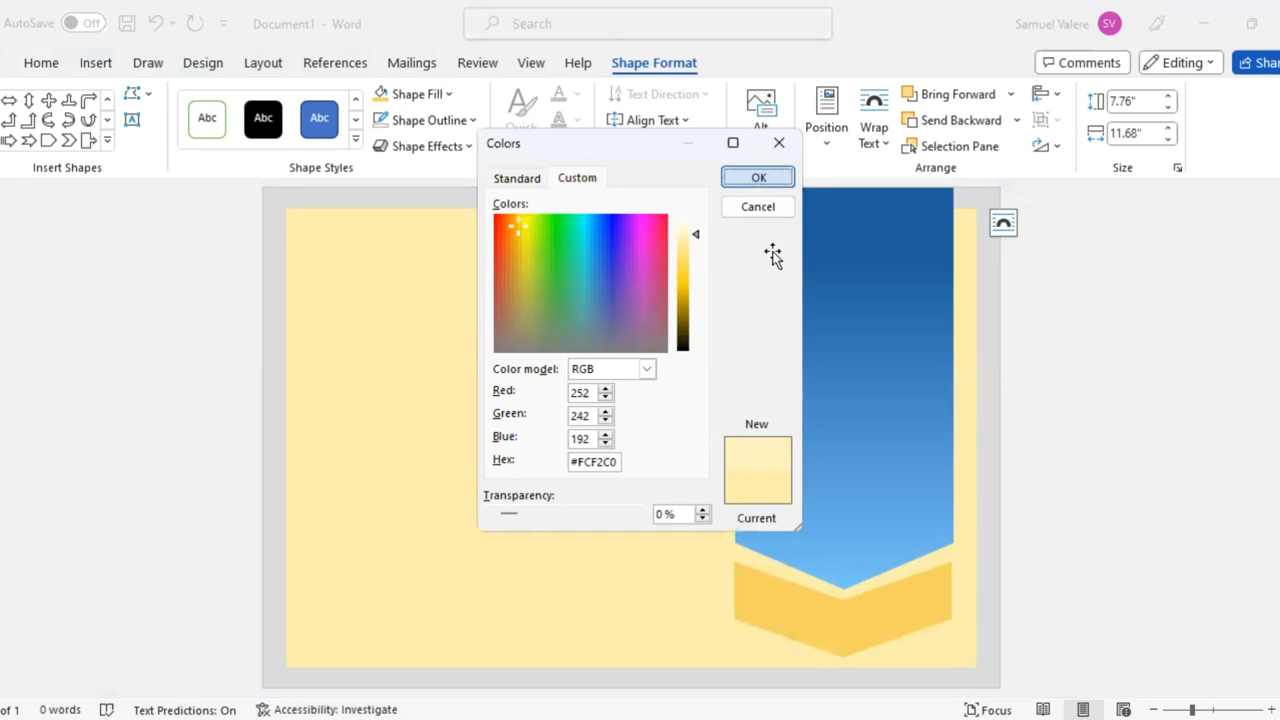 AutoSave Off Document1 · Word Search Samuel Valere SV
Home Insert Draw Design Layout References Mailings Review View Help Shape Format Comments Editing Shar
Abc Abc Abc
Shape Fill
Shape Outline
Shape Effects
Text Direction
Align Text
Alt
Position
Wrap
Text
Bring Forward
Send Backward
Selection Pane
7.76"
11.68"
Insert Shapes Shape Styles Arrange Size
Colors
Standard Custom
OK
Cancel
Colors:
Color model: RGB
Red: 252
Green: 242
Blue: 192
Hex: #FCF2C0
Transparency:
0 %
New
Current
of 1 0 words Text Predictions: On Accessibility: Investigate Focus